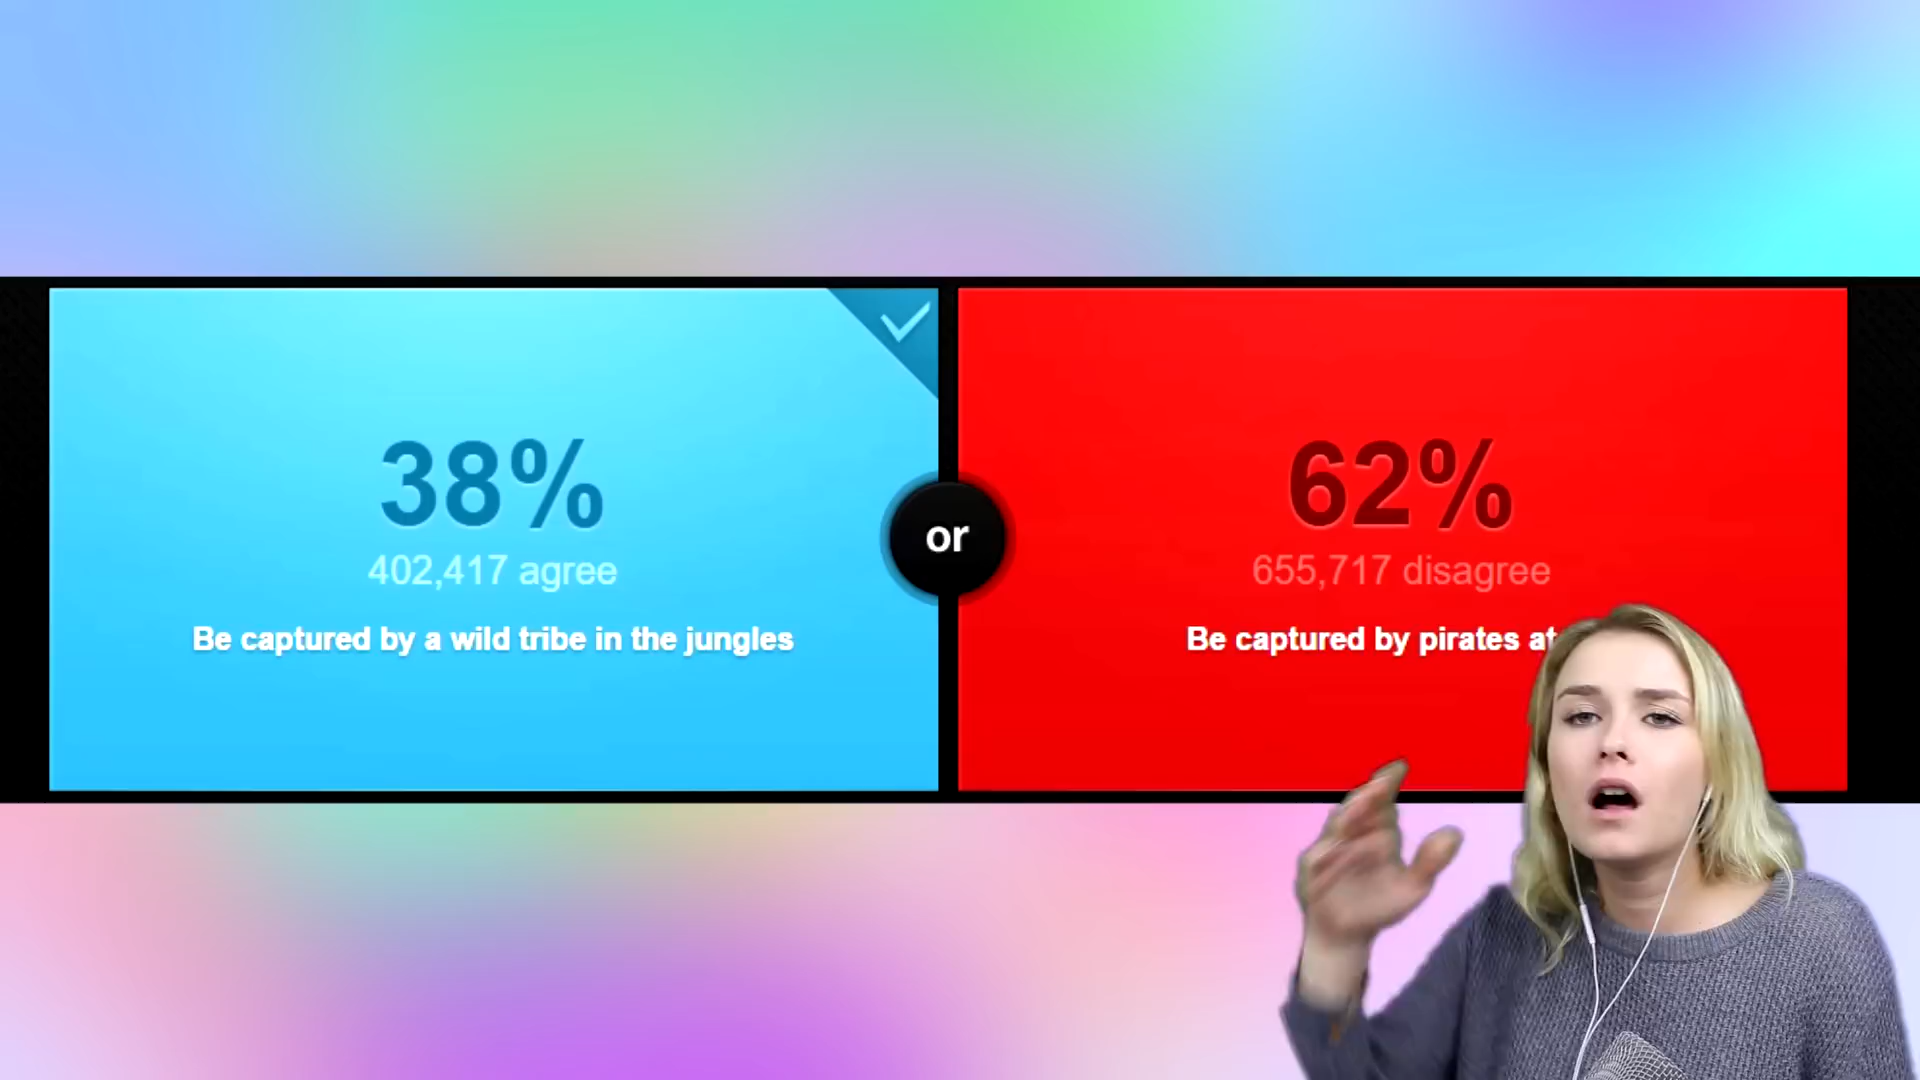 38%
402,417 agree
Be captured by a wild tribe in the jungles
or
62%
655,717 disagree
Be captured by pirates at